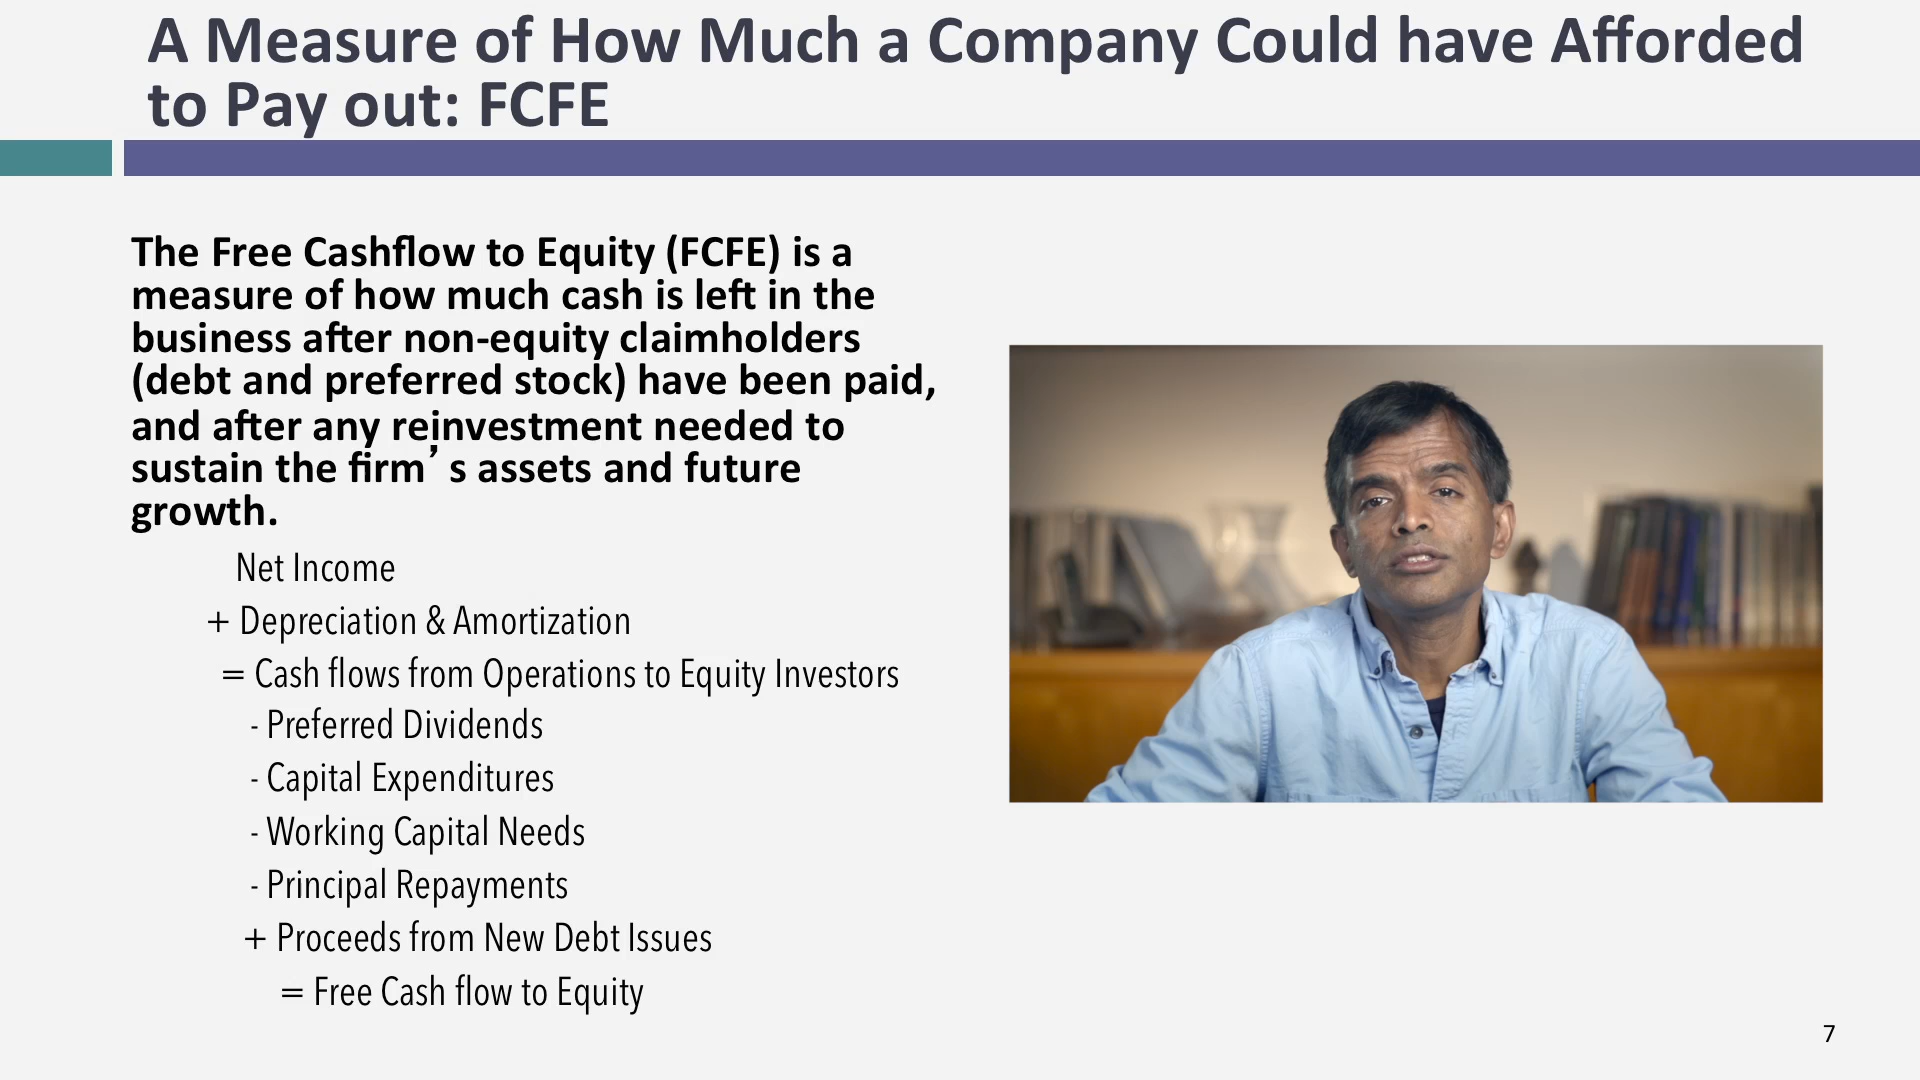 A Measure of How Much a Company Could have Afforded
to Pay out: FCFE
The Free Cashflow to Equity (FCFE) is a
measure of how much cash is left in the
business after non-equity claimholders
(debt and preferred stock) have been paid,
and after any reinvestment needed to
sustain the firm’s assets and future
growth.
Net Income
+ Depreciation & Amortization
= Cash flows from Operations to Equity Investors
- Preferred Dividends
- Capital Expenditures
- Working Capital Needs
- Principal Repayments
+ Proceeds from New Debt Issues
= Free Cash flow to Equity
7